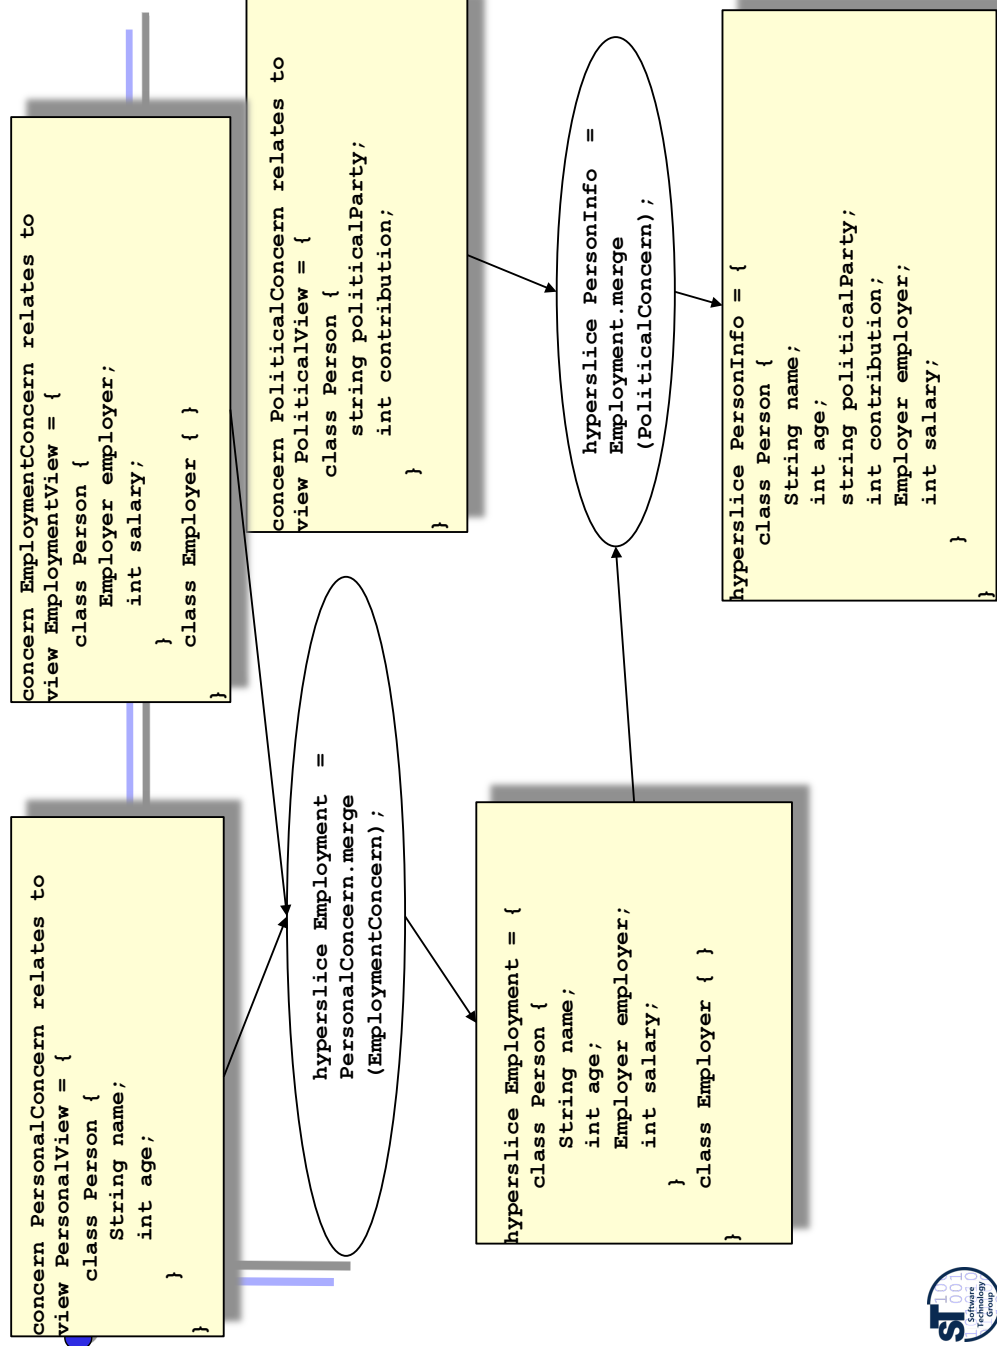 concern PersonalConcern relates to
view PersonalView = {
class Person {
String name;
int age;
}
}
concern EmploymentConcern relates to
view EmploymentView = {
class Person {
Employer employer;
int salary;
}
class Employer { }
}
concern PoliticalConcern relates to
view PoliticalView = {
class Person {
string politicalParty;
int contribution;
}
}
hyperslice Employment =
PersonalConcern.merge
(EmploymentConcern);
hyperslice Employment = {
class Person {
String name;
int age;
Employer employer;
int salary;
}
class Employer { }
}
hyperslice PersonInfo =
Employment.merge
(PoliticalConcern);
hyperslice PersonInfo = {
class Person {
String name;
int age;
string politicalParty;
int contribution;
Employer employer;
int salary;
}
}
ST
Software
Technology
Group